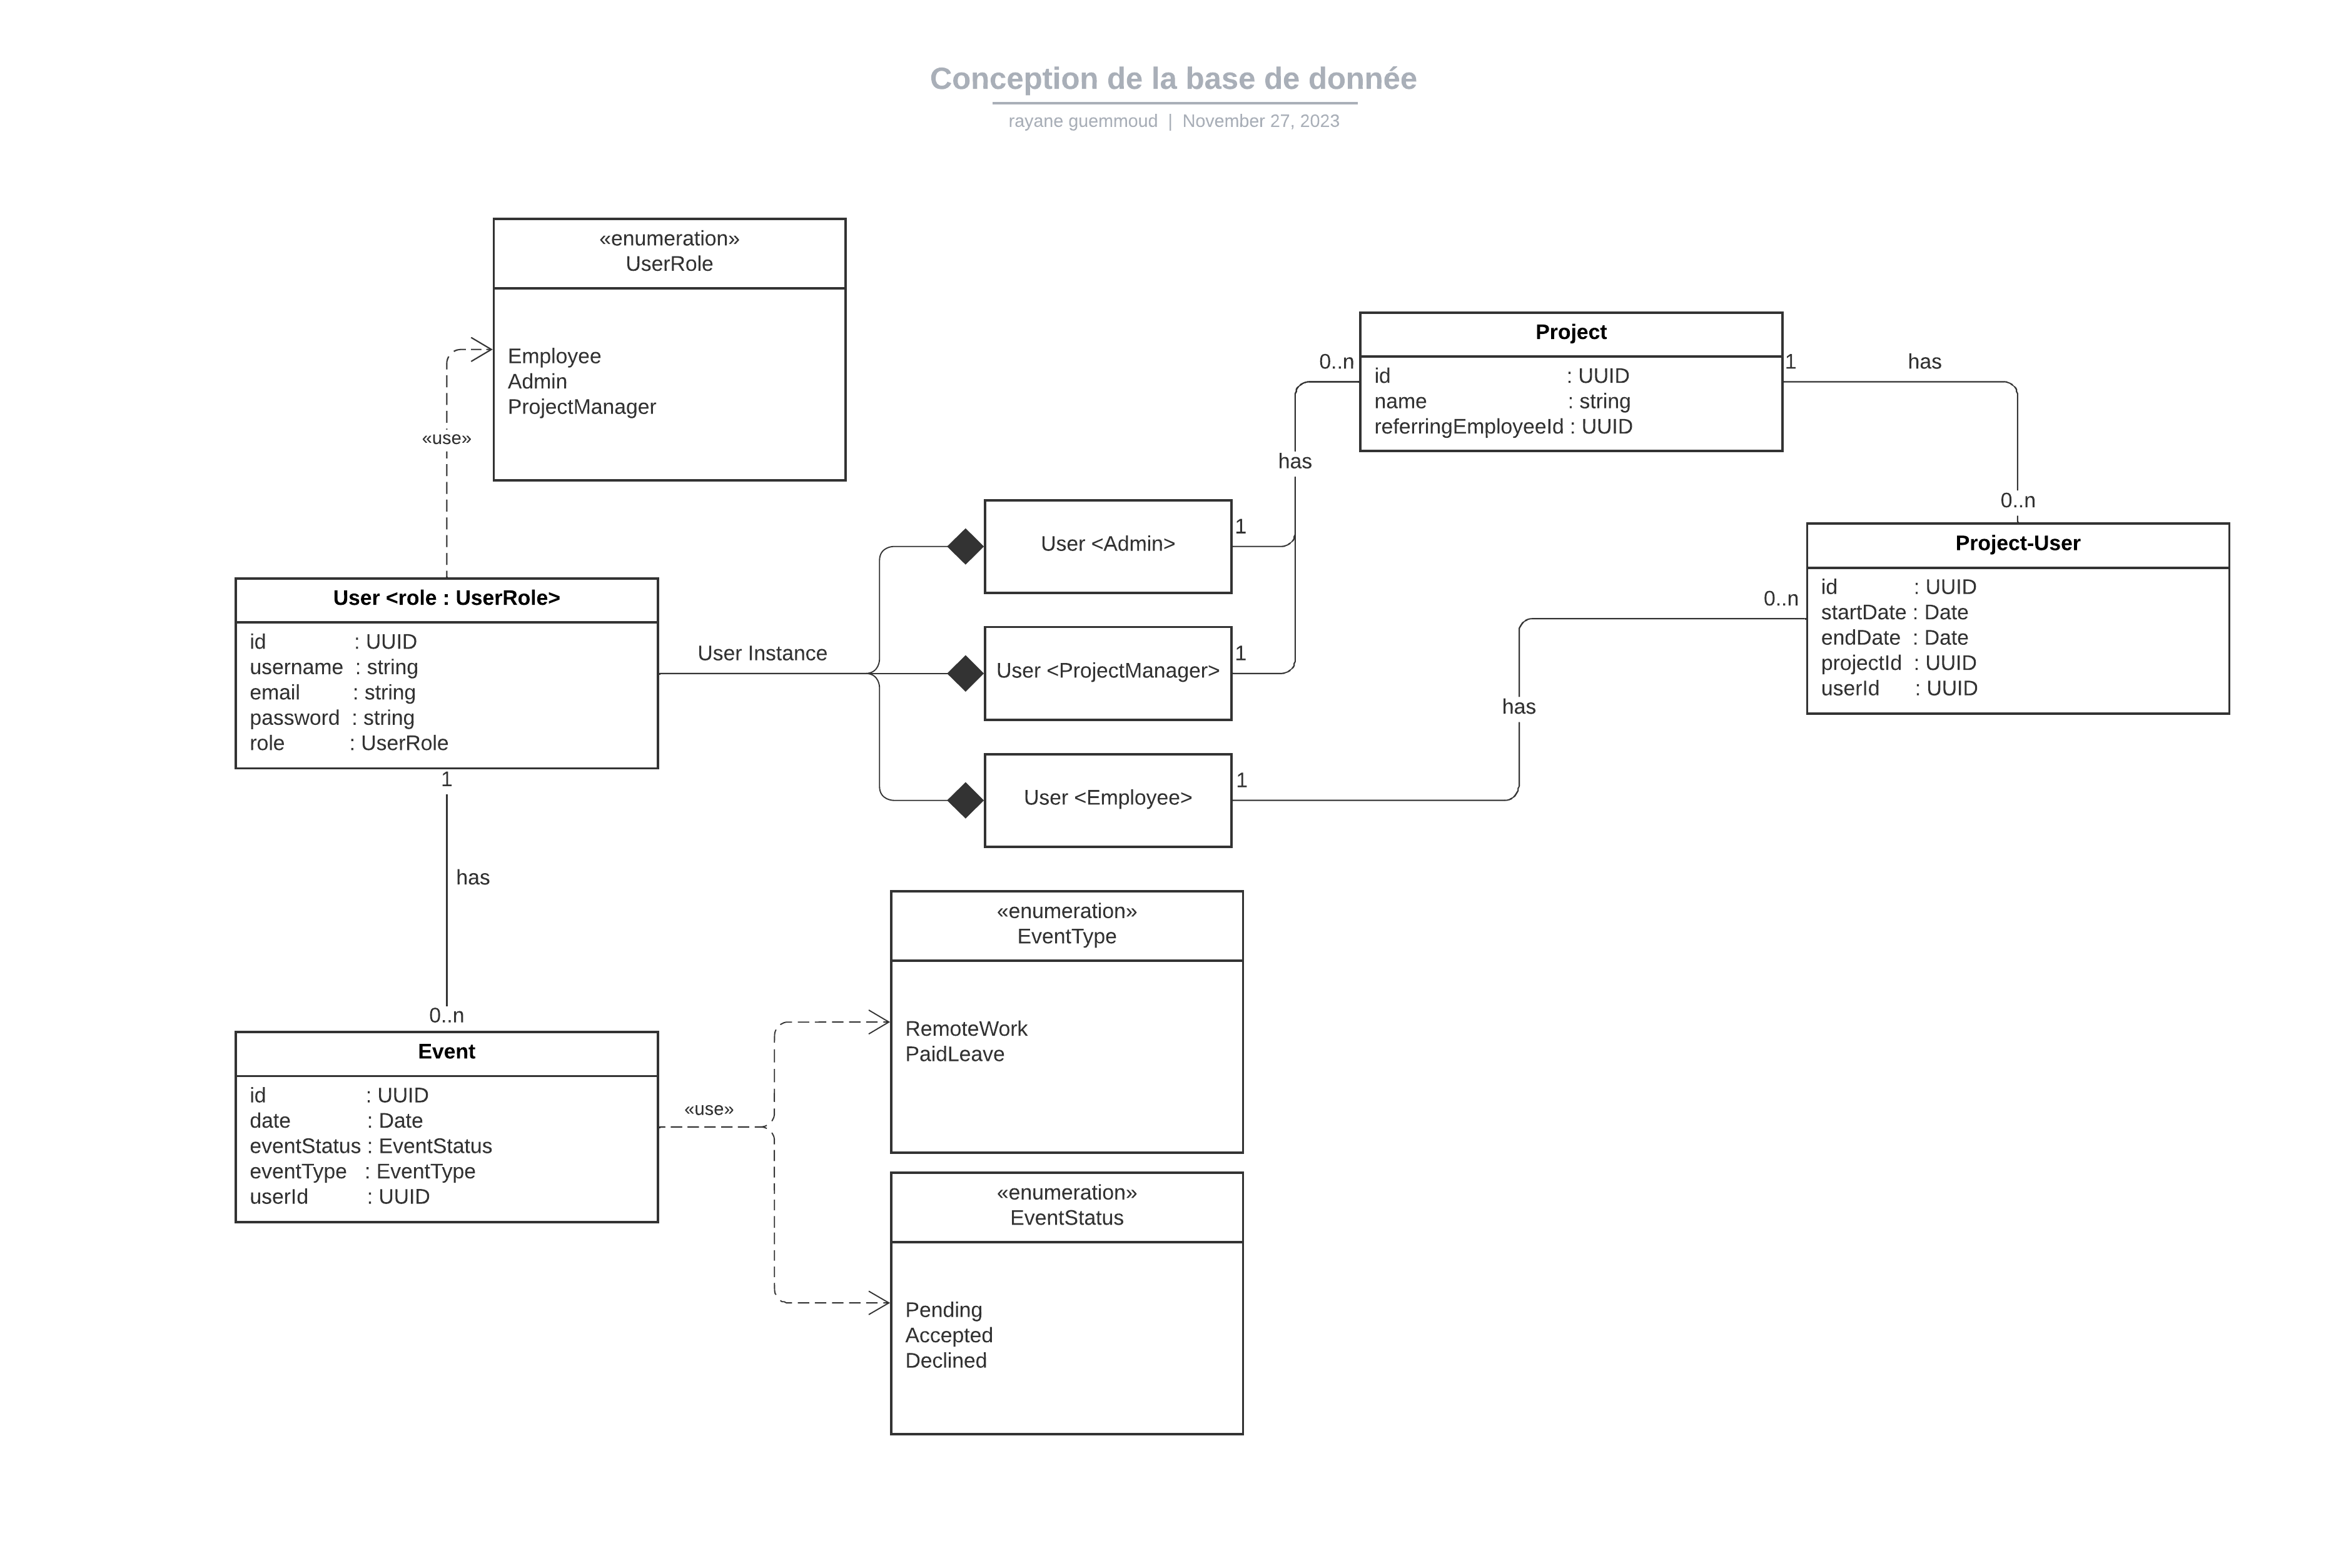 Conception de la base de donnée
rayane guemmoud | November 27, 2023
«enumeration»
UserRole
Employee
Admin
ProjectManager
«use»
User <role : UserRole>
id : UUID
username : string
email : string
password : string
role : UserRole
User Instance
User <Admin>
1
User <ProjectManager>
1
User <Employee>
1
has
0..n
Project
id : UUID
name : string
referringEmployeeId : UUID
1
has
0..n
Project-User
id : UUID
startDate : Date
endDate : Date
projectId : UUID
userId : UUID
0..n
has
1
has
0..n
Event
id : UUID
date : Date
eventStatus : EventStatus
eventType : EventType
userId : UUID
«use»
«enumeration»
EventType
RemoteWork
PaidLeave
«enumeration»
EventStatus
Pending
Accepted
Declined